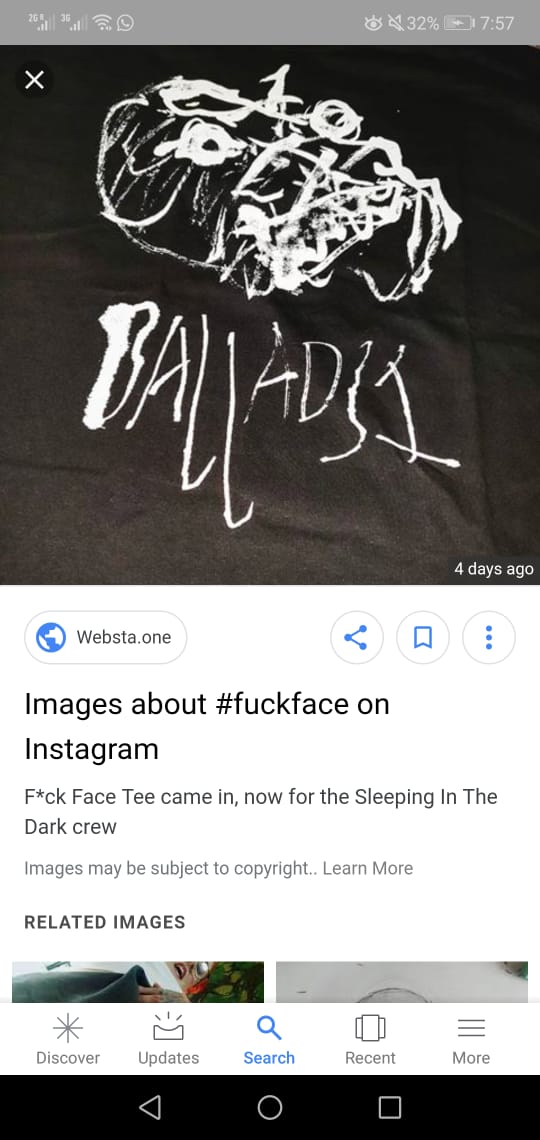 2G R 3G 32% 7:57
BALLADS1
4 days ago
Websta.one
Images about #fuckface on
Instagram
F*ck Face Tee came in, now for the Sleeping In The
Dark crew
Images may be subject to copyright.. Learn More
RELATED IMAGES
Discover Updates Search Recent More